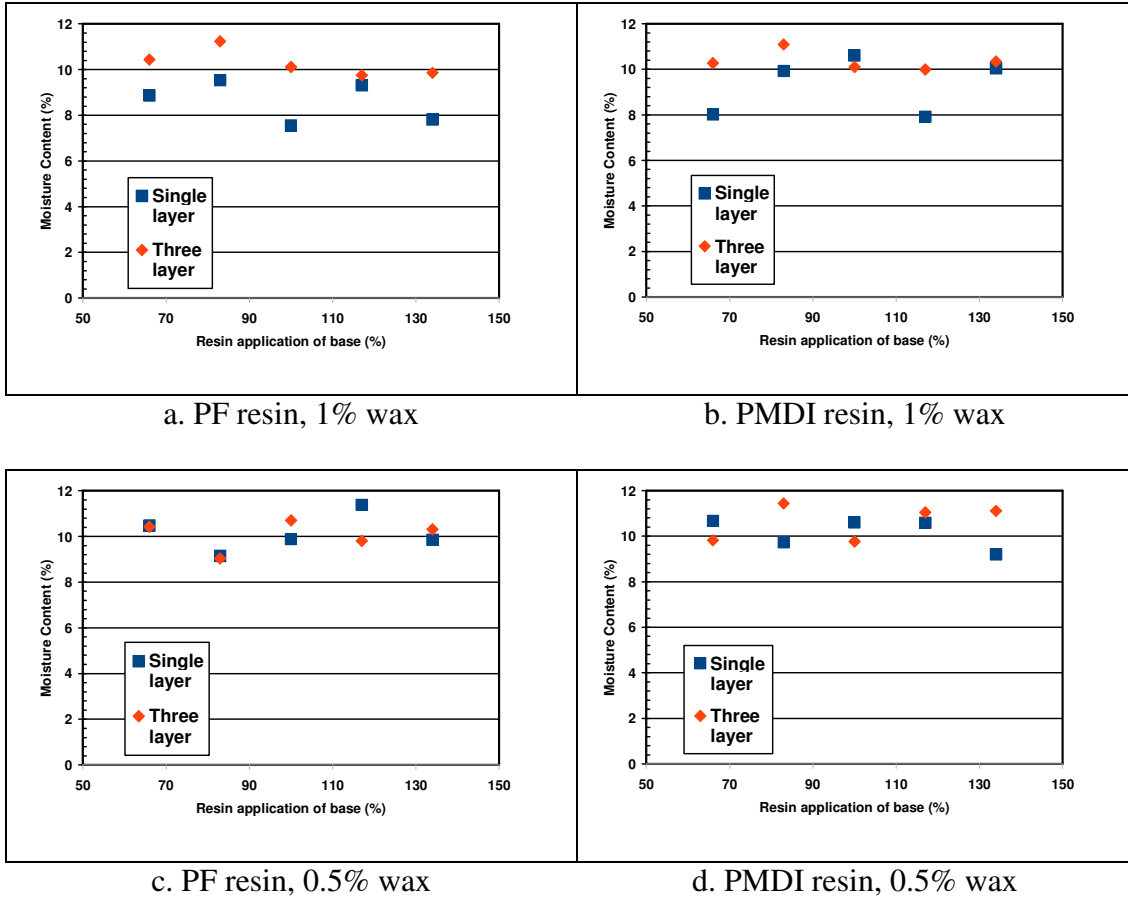 12
10
8
6
4
2
0
Moisture Content (%)
Single
layer
Three
layer
50 70 90 110 130 150
Resin application of base (%)
a. PF resin, 1% wax
12
10
8
6
4
2
0
Moisture Content (%)
Single
layer
Three
layer
50 70 90 110 130 150
Resin application of base (%)
b. PMDI resin, 1% wax
12
10
8
6
4
2
0
Moisture Content (%)
Single
layer
Three
layer
50 70 90 110 130 150
Resin application of base (%)
c. PF resin, 0.5% wax
12
10
8
6
4
2
0
Moisture Content (%)
Single
layer
Three
layer
50 70 90 110 130 150
Resin application of base (%)
d. PMDI resin, 0.5% wax